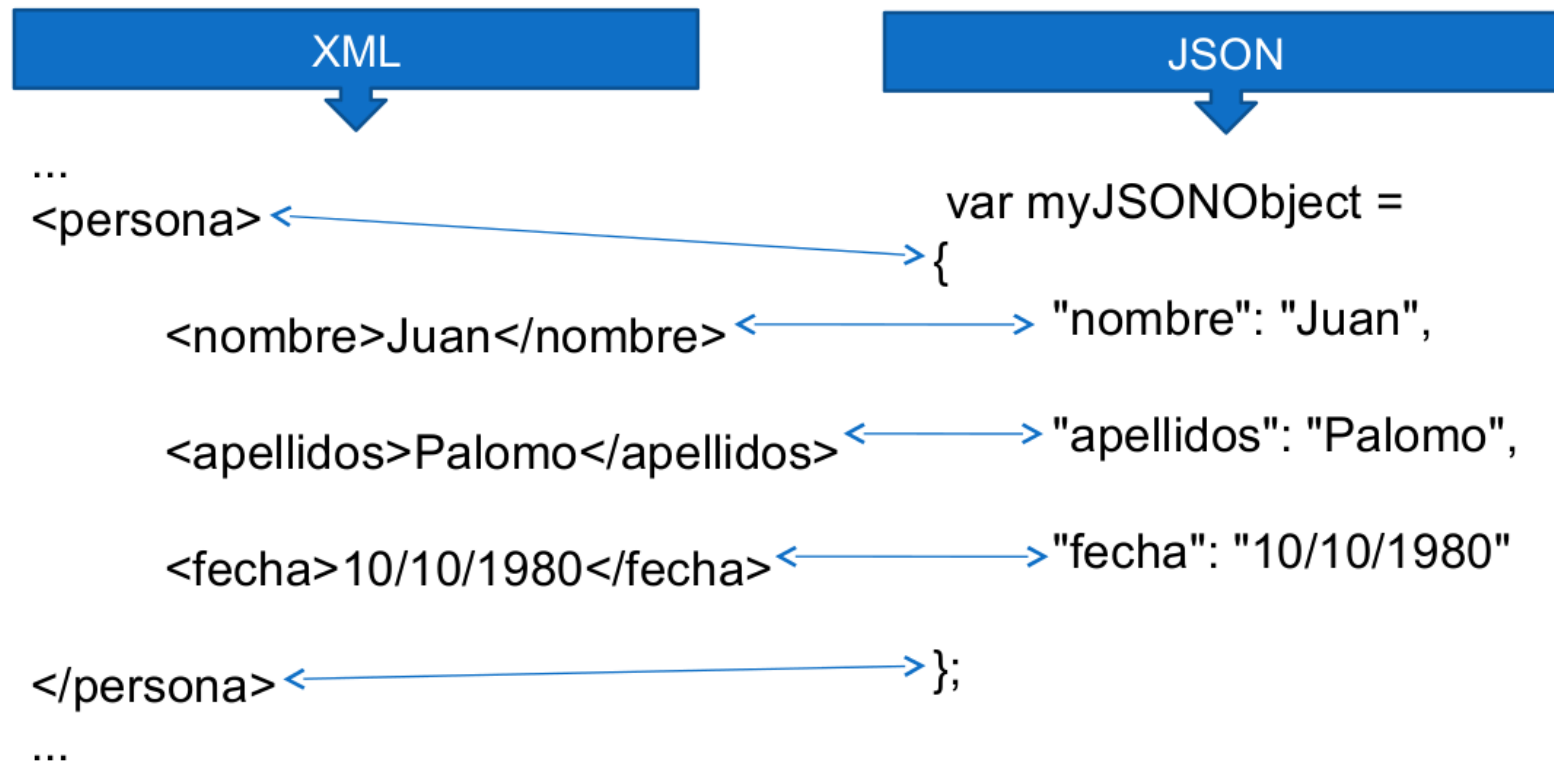 XML
...
<persona>
<nombre>Juan</nombre>
<apellidos>Palomo</apellidos>
<fecha>10/10/1980</fecha>
</persona>
...
JSON
var myJSONObject =
{
"nombre": "Juan",
"apellidos": "Palomo",
"fecha": "10/10/1980"
};